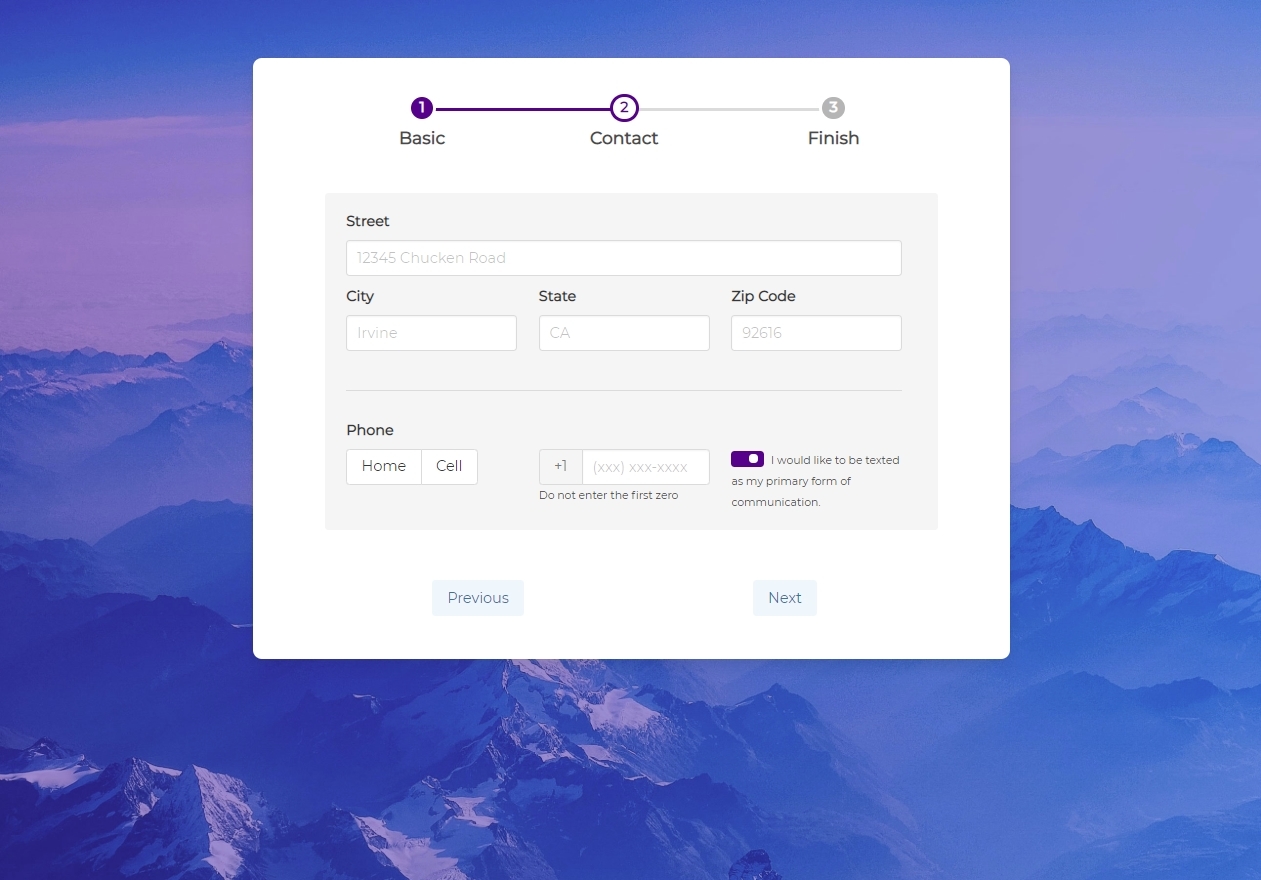 1 2 3
Basic Contact Finish
Street
12345 Chucken Road
City State Zip Code
Irvine CA 92616
Phone
Home Cell +1 (xxx) xxx-xxxx I would like to be texted
as my primary form of
Do not enter the first zero
communication.
Previous Next